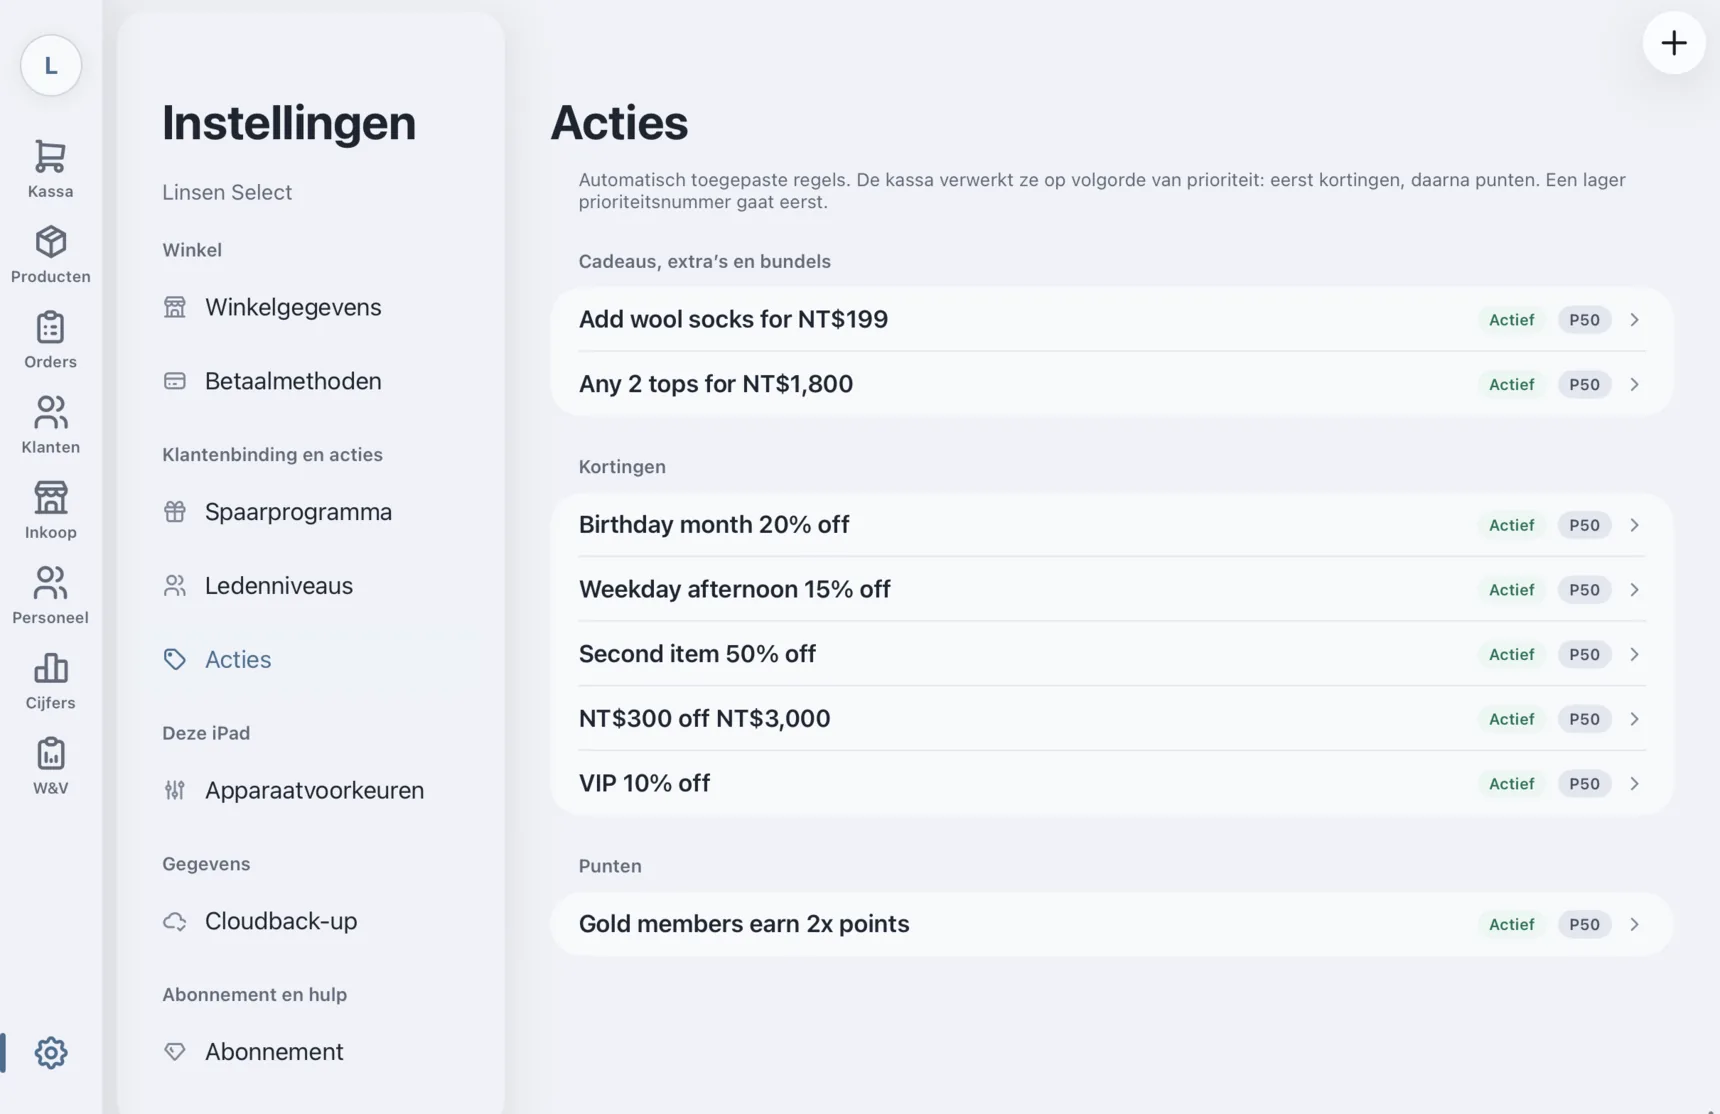 L
Kassa
Producten
Orders
Klanten
Inkoop
Personeel
Cijfers
W&V
Instellingen
Linsen Select
Winkel
Winkelgegevens
Betaalmethoden
Klantenbinding en acties
Spaarprogramma
Ledenniveaus
Acties
Deze iPad
Apparaatvoorkeuren
Gegevens
Cloudback-up
Abonnement en hulp
Abonnement
Acties
Automatisch toegepaste regels. De kassa verwerkt ze op volgorde van prioriteit: eerst kortingen, daarna punten. Een lager
prioriteitsnummer gaat eerst.
Cadeaus, extra’s en bundels
Add wool socks for NT$199 Actief P50
Any 2 tops for NT$1,800 Actief P50
Kortingen
Birthday month 20% off Actief P50
Weekday afternoon 15% off Actief P50
Second item 50% off Actief P50
NT$300 off NT$3,000 Actief P50
VIP 10% off Actief P50
Punten
Gold members earn 2x points Actief P50